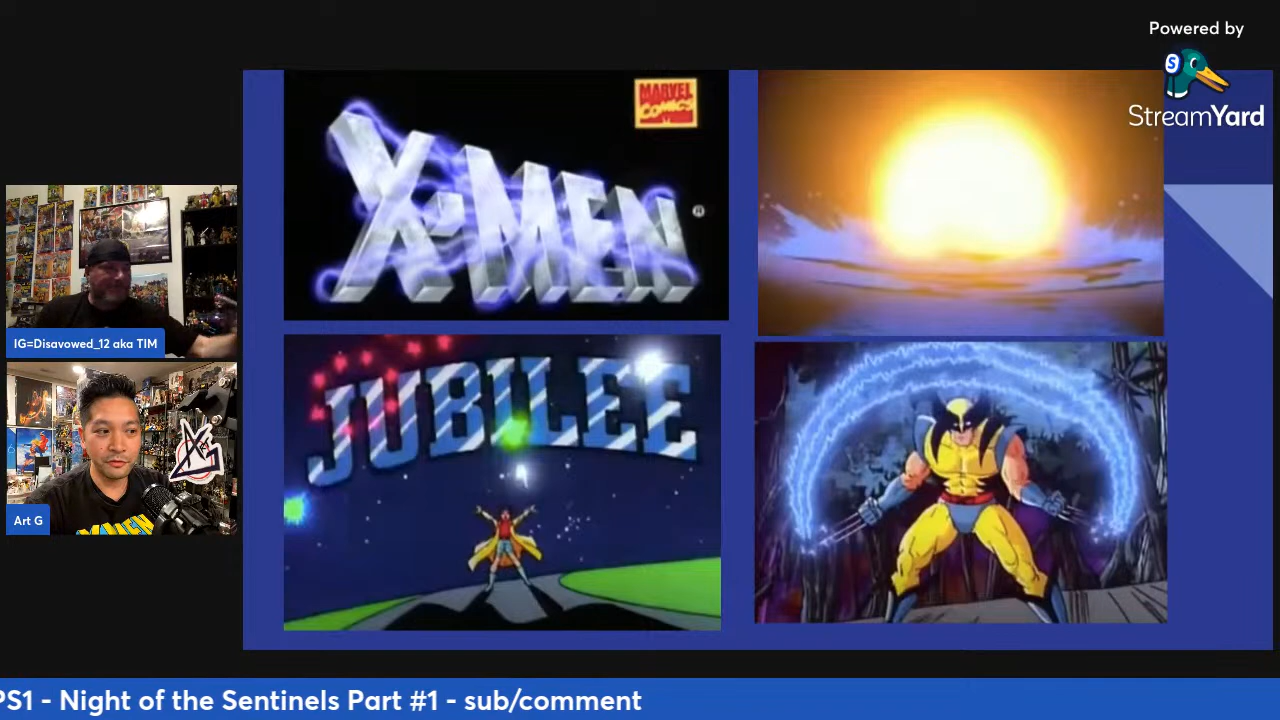 Powered by
StreamYard
MARVEL
COMICS
X-MEN
®
JUBILEE
IG=Disavowed_12 aka TIM
X-MEN
Art G
PS1 - Night of the Sentinels Part #1 - sub/comment